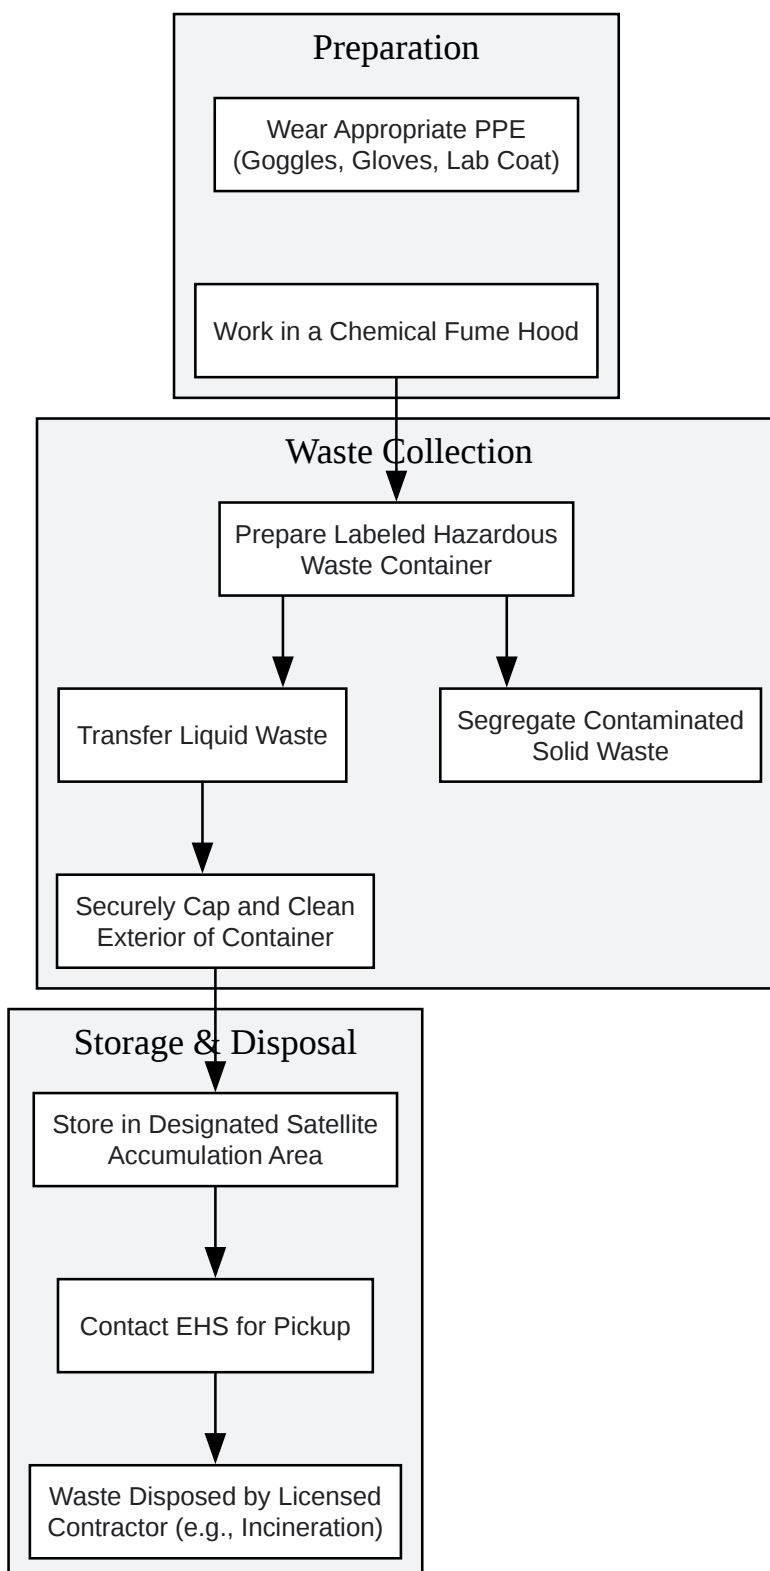 Preparation
Wear Appropriate PPE
(Goggles, Gloves, Lab Coat)
Work in a Chemical Fume Hood
Waste Collection
Prepare Labeled Hazardous
Waste Container
Transfer Liquid Waste
Segregate Contaminated
Solid Waste
Securely Cap and Clean
Exterior of Container
Storage & Disposal
Store in Designated Satellite
Accumulation Area
Contact EHS for Pickup
Waste Disposed by Licensed
Contractor (e.g., Incineration)